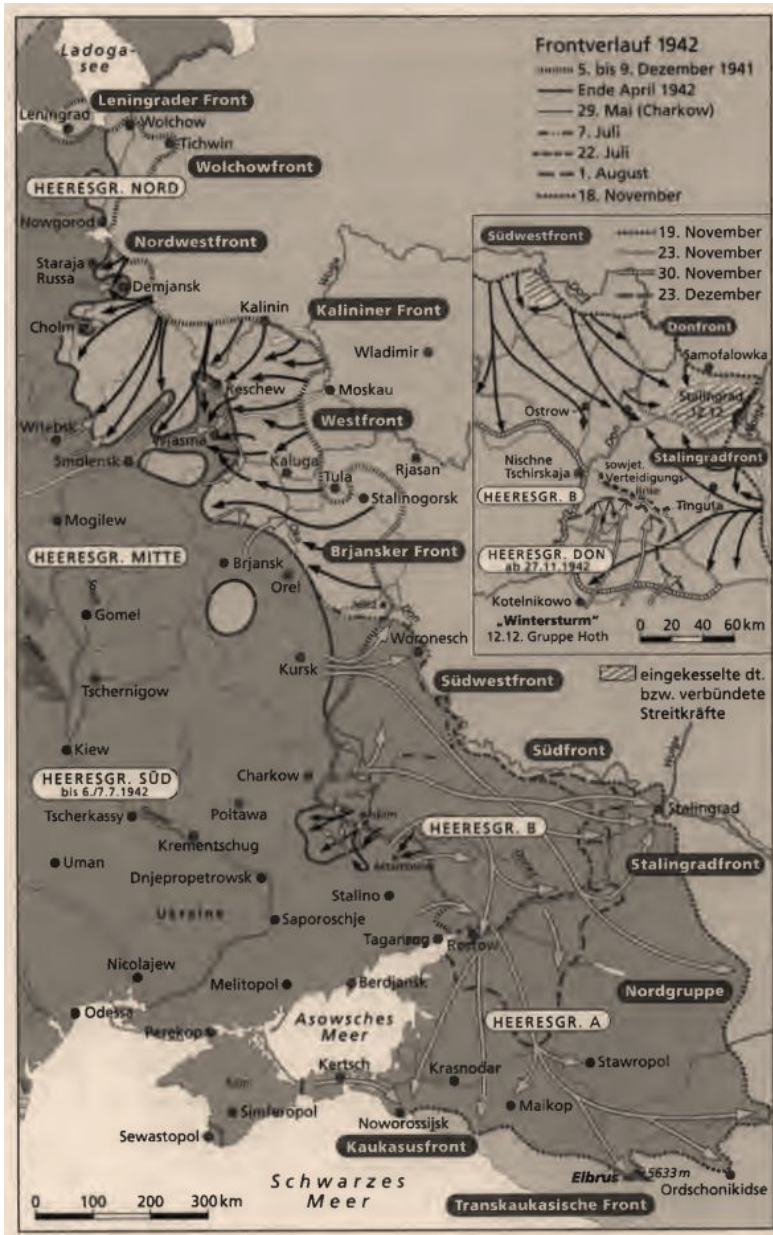 Ladoga-
see
Leningrader Front
Leningrad
Wolchow
Tichwin
Wolchowfront
HEERESGR. NORD
Nowgorod
Nordwestfront
Staraja
Russa
Demjansk
Cholm
Kalinin
Kalininer Front
Wolga
Wladimir
Moskau
Westfront
Witebsk
Smolensk
Kaluga
Rjasan
Tula
Stalinogorsk
Mogilew
Oka
Brjansker Front
HEERESGR. MITTE
Brjansk
Orel
Gomel
Don
Woronesch
Kursk
Tschernigow
Südwestfront
Kiew
Südfront
Wolga
HEERESGR. SÜD
bis 6./7.7.1942
Charkow
Stalingrad
Tscherkassy
Poltawa
HEERESGR. B
Krementschug
Uman
Stalingradfront
Dnjepropetrowsk
Stalino
Ukraine
Saporoschje
Taganrog
Rostow
Nicolajew
Melitopol
Berdjansk
Nordgruppe
Odessa
Asowsches
Meer
HEERESGR. A
Perekop
Stawropol
Kertsch
Krasnodar
Maikop
Simferopol
Noworossijsk
Sewastopol
Kaukasusfront
Elbrus
5633 m
Ordschonikidse
Schwarzes
Meer
Transkaukasische Front
0 100 200 300 km
Frontverlauf 1942
5. bis 9. Dezember 1941
Ende April 1942
29. Mai (Charkow)
7. Juli
22. Juli
1. August
18. November
19. November
23. November
30. November
23. Dezember
Südwestfront
Don
Donfront
Samofalowka
Stalingrad
12.12.
Ostrow
Don
Stalingradfront
Nischne
Tschirskaja
sowjet.
Verteidigungs-
linie
HEERESGR. B
Tinguta
HEERESGR. DON
ab 27.11.1942
Kotelnikowo
„Wintersturm“
12.12. Gruppe Hoth
0 20 40 60 km
eingekesselte dt.
bzw. verbündete
Streitkräfte